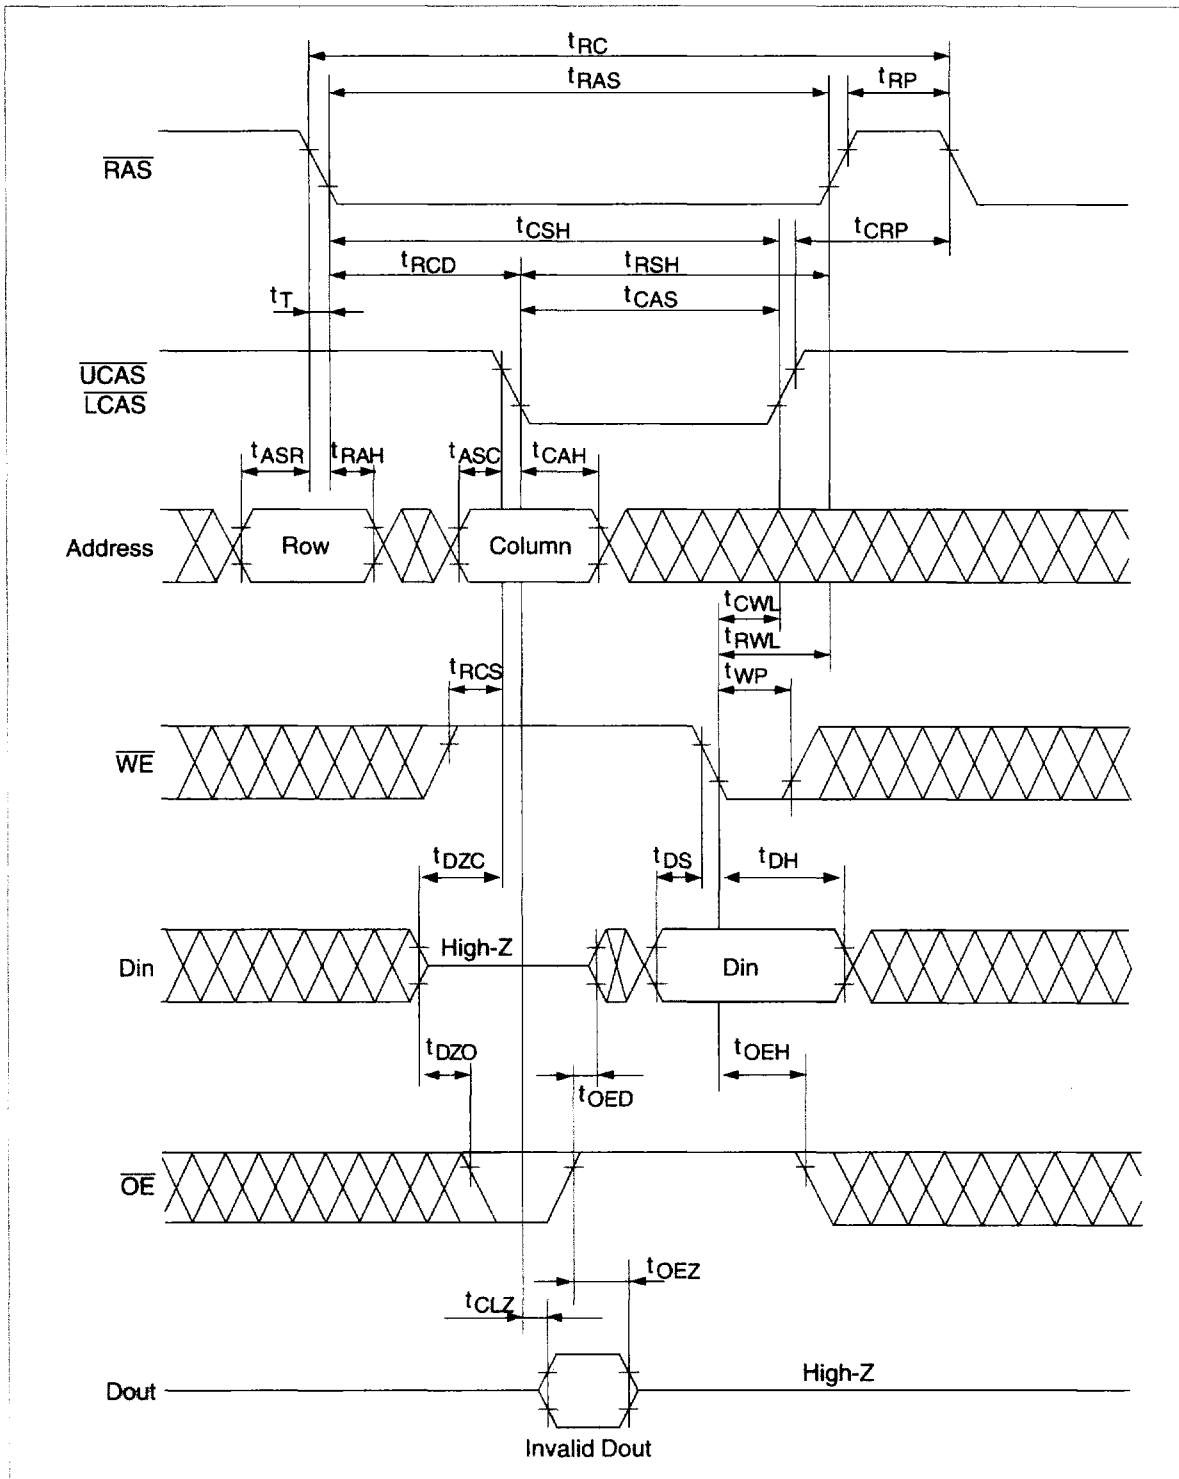 tRC
tRAS
tRP
RAS
tCSH
tCRP
tRCD
tRSH
tT
tCAS
UCAS
LCAS
tASR
tRAH
tASC
tCAH
Address
Row
Column
tCWL
tRWL
tRCS
tWP
WE
tDZC
tDS
tDH
High-Z
Din
Din
tDZO
tOEH
tOED
OE
tOEZ
tCLZ
High-Z
Dout
Invalid Dout